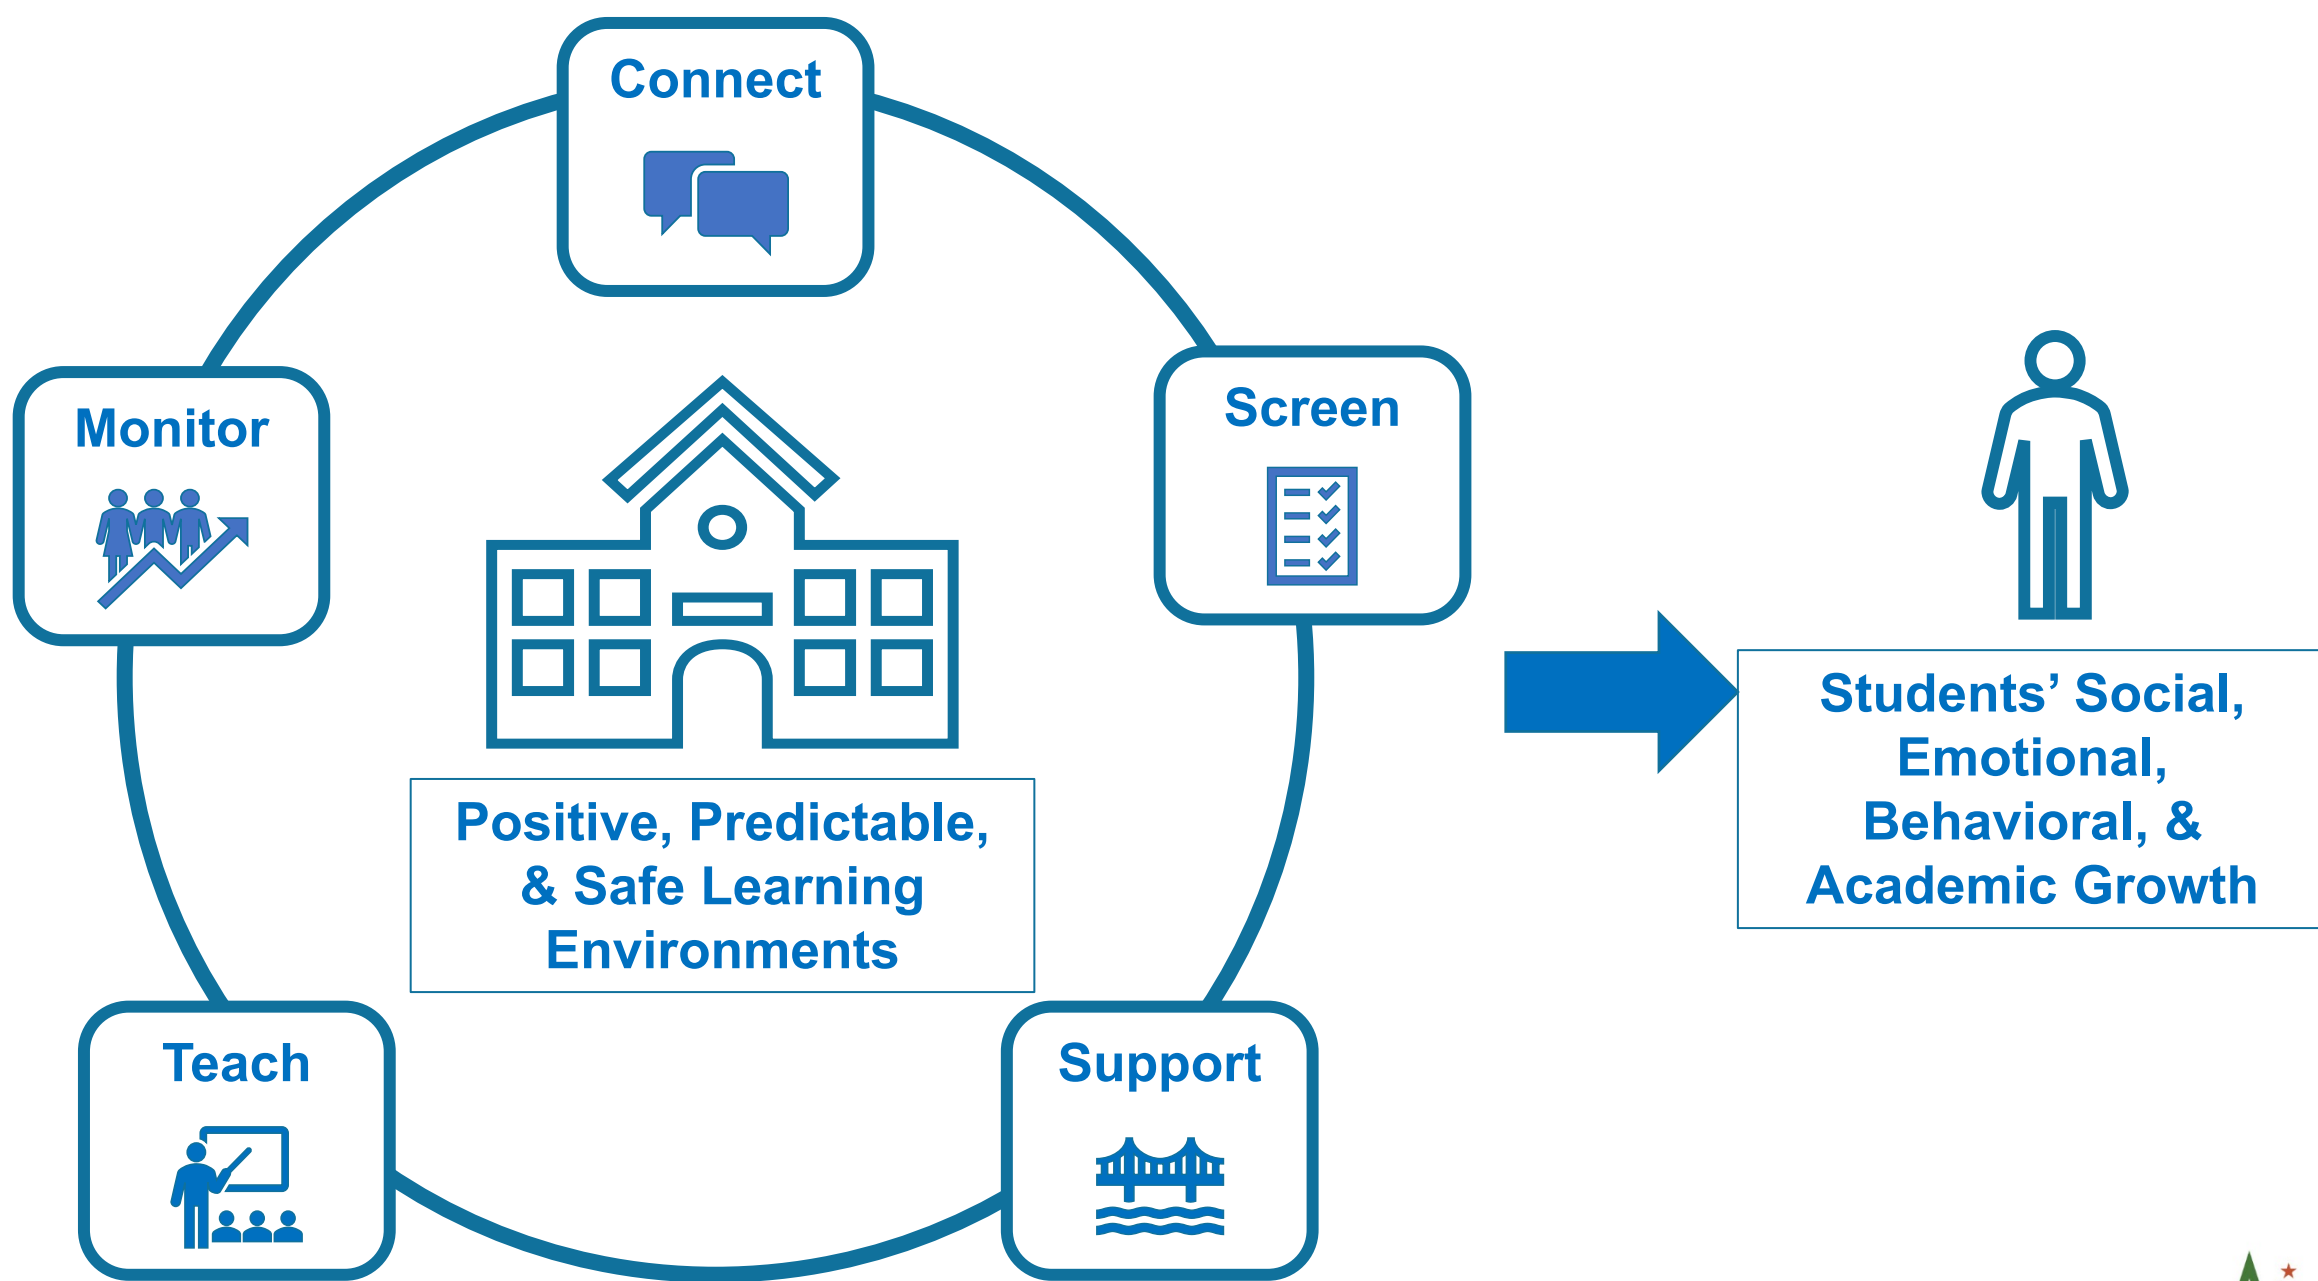 Connect
Screen
Monitor
Positive, Predictable,
& Safe Learning
Environments
Students’ Social,
Emotional,
Behavioral, &
Academic Growth
Teach
Support